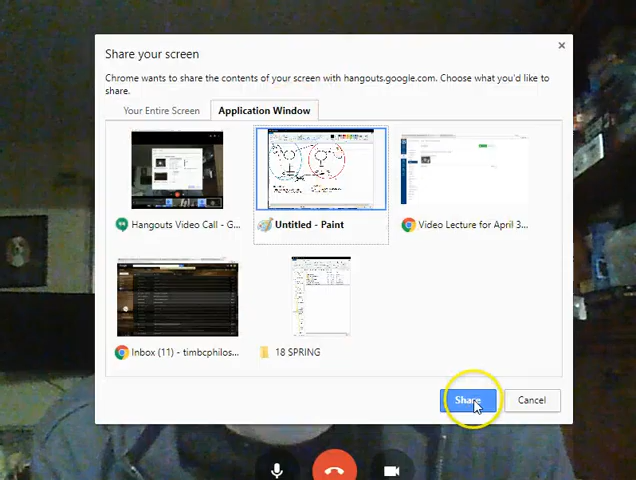 Share your screen
Chrome wants to share the contents of your screen with hangouts.google.com. Choose what you'd like to
share.
Your Entire Screen
Application Window
Hangouts Video Call - G...
Untitled - Paint
Video Lecture for April 3...
Inbox (11) - timbcphilos...
18 SPRING
Share
Cancel